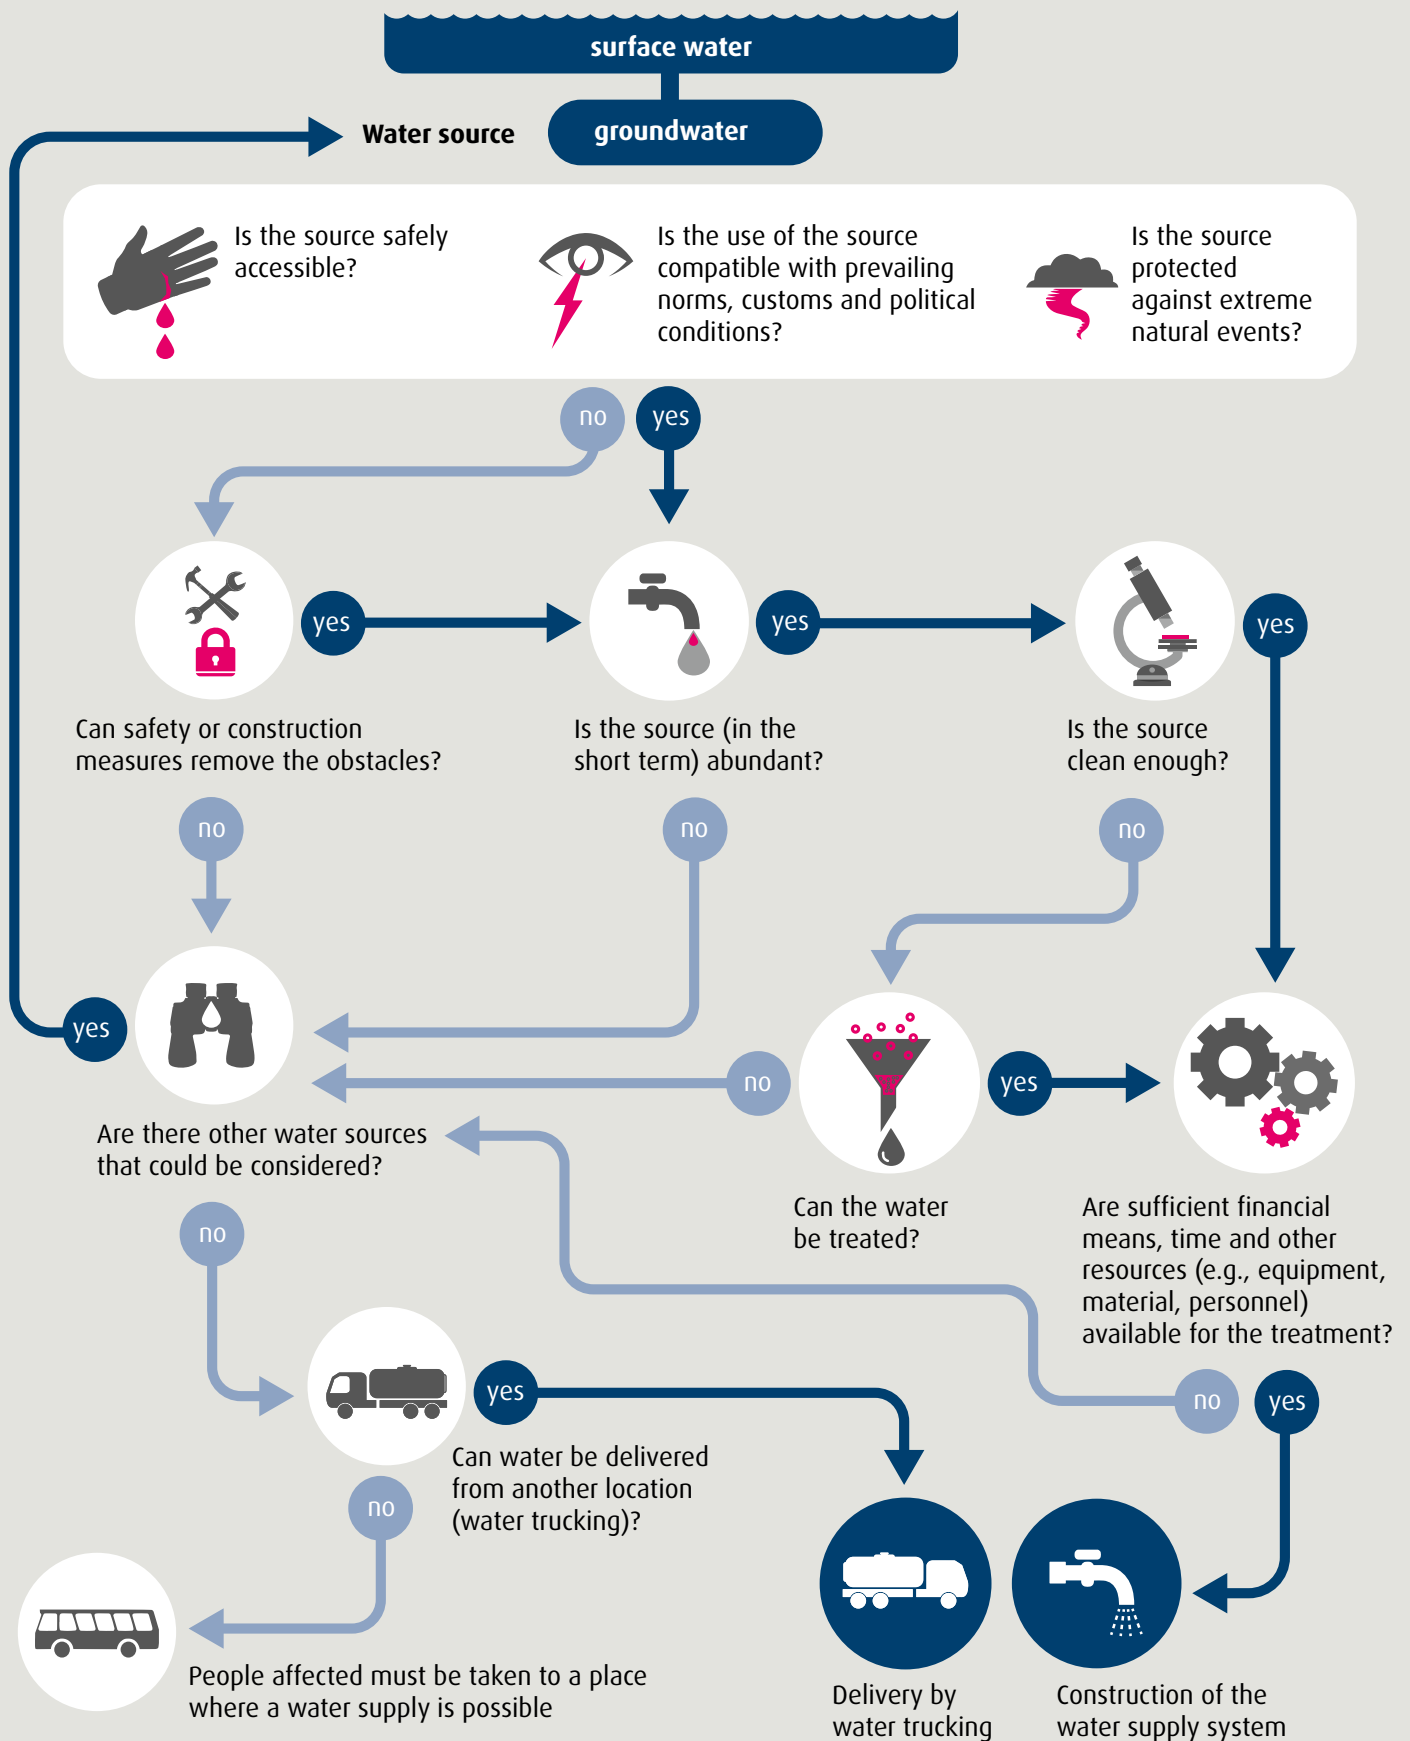 surface water
Water source
groundwater
Is the source safely
accessible?
Is the use of the source
compatible with prevailing
norms, customs and political
conditions?
Is the source
protected
against extreme
natural events?
no
yes
yes
yes
yes
Can safety or construction
measures remove the obstacles?
Is the source (in the
short term) abundant?
Is the source
clean enough?
no
no
no
yes
no
yes
Are there other water sources
that could be considered?
Can the water
be treated?
Are sufficient financial
means, time and other
resources (e.g., equipment,
material, personnel)
available for the treatment?
no
yes
no
yes
Can water be delivered
from another location
(water trucking)?
no
People affected must be taken to a place
where a water supply is possible
Delivery by
water trucking
Construction of the
water supply system